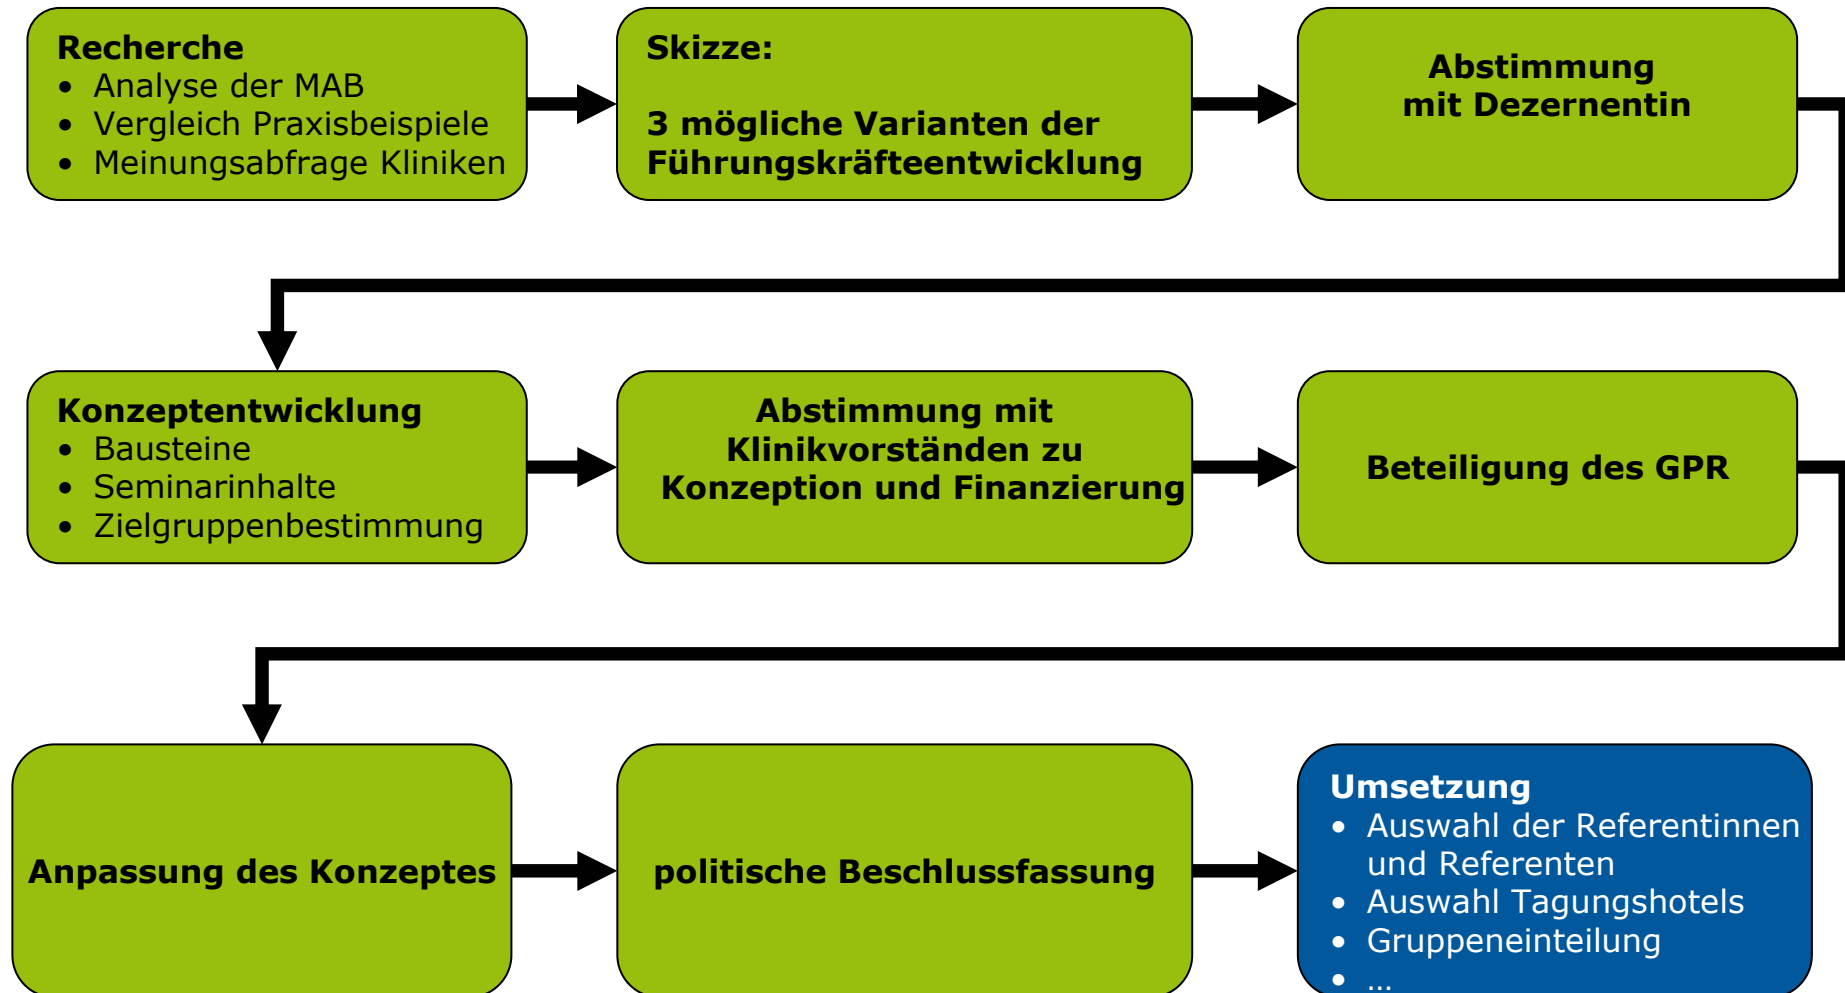 Recherche
• Analyse der MAB
• Vergleich Praxisbeispiele
• Meinungsabfrage Kliniken
Skizze:
3 mögliche Varianten der
Führungskräfteentwicklung
Abstimmung
mit Dezernentin
Konzeptentwicklung
• Bausteine
• Seminarinhalte
• Zielgruppenbestimmung
Abstimmung mit
Klinikvorständen zu
Konzeption und Finanzierung
Beteiligung des GPR
Anpassung des Konzeptes
politische Beschlussfassung
Umsetzung
• Auswahl der Referentinnen
und Referenten
• Auswahl Tagungshotels
• Gruppeneinteilung
• …